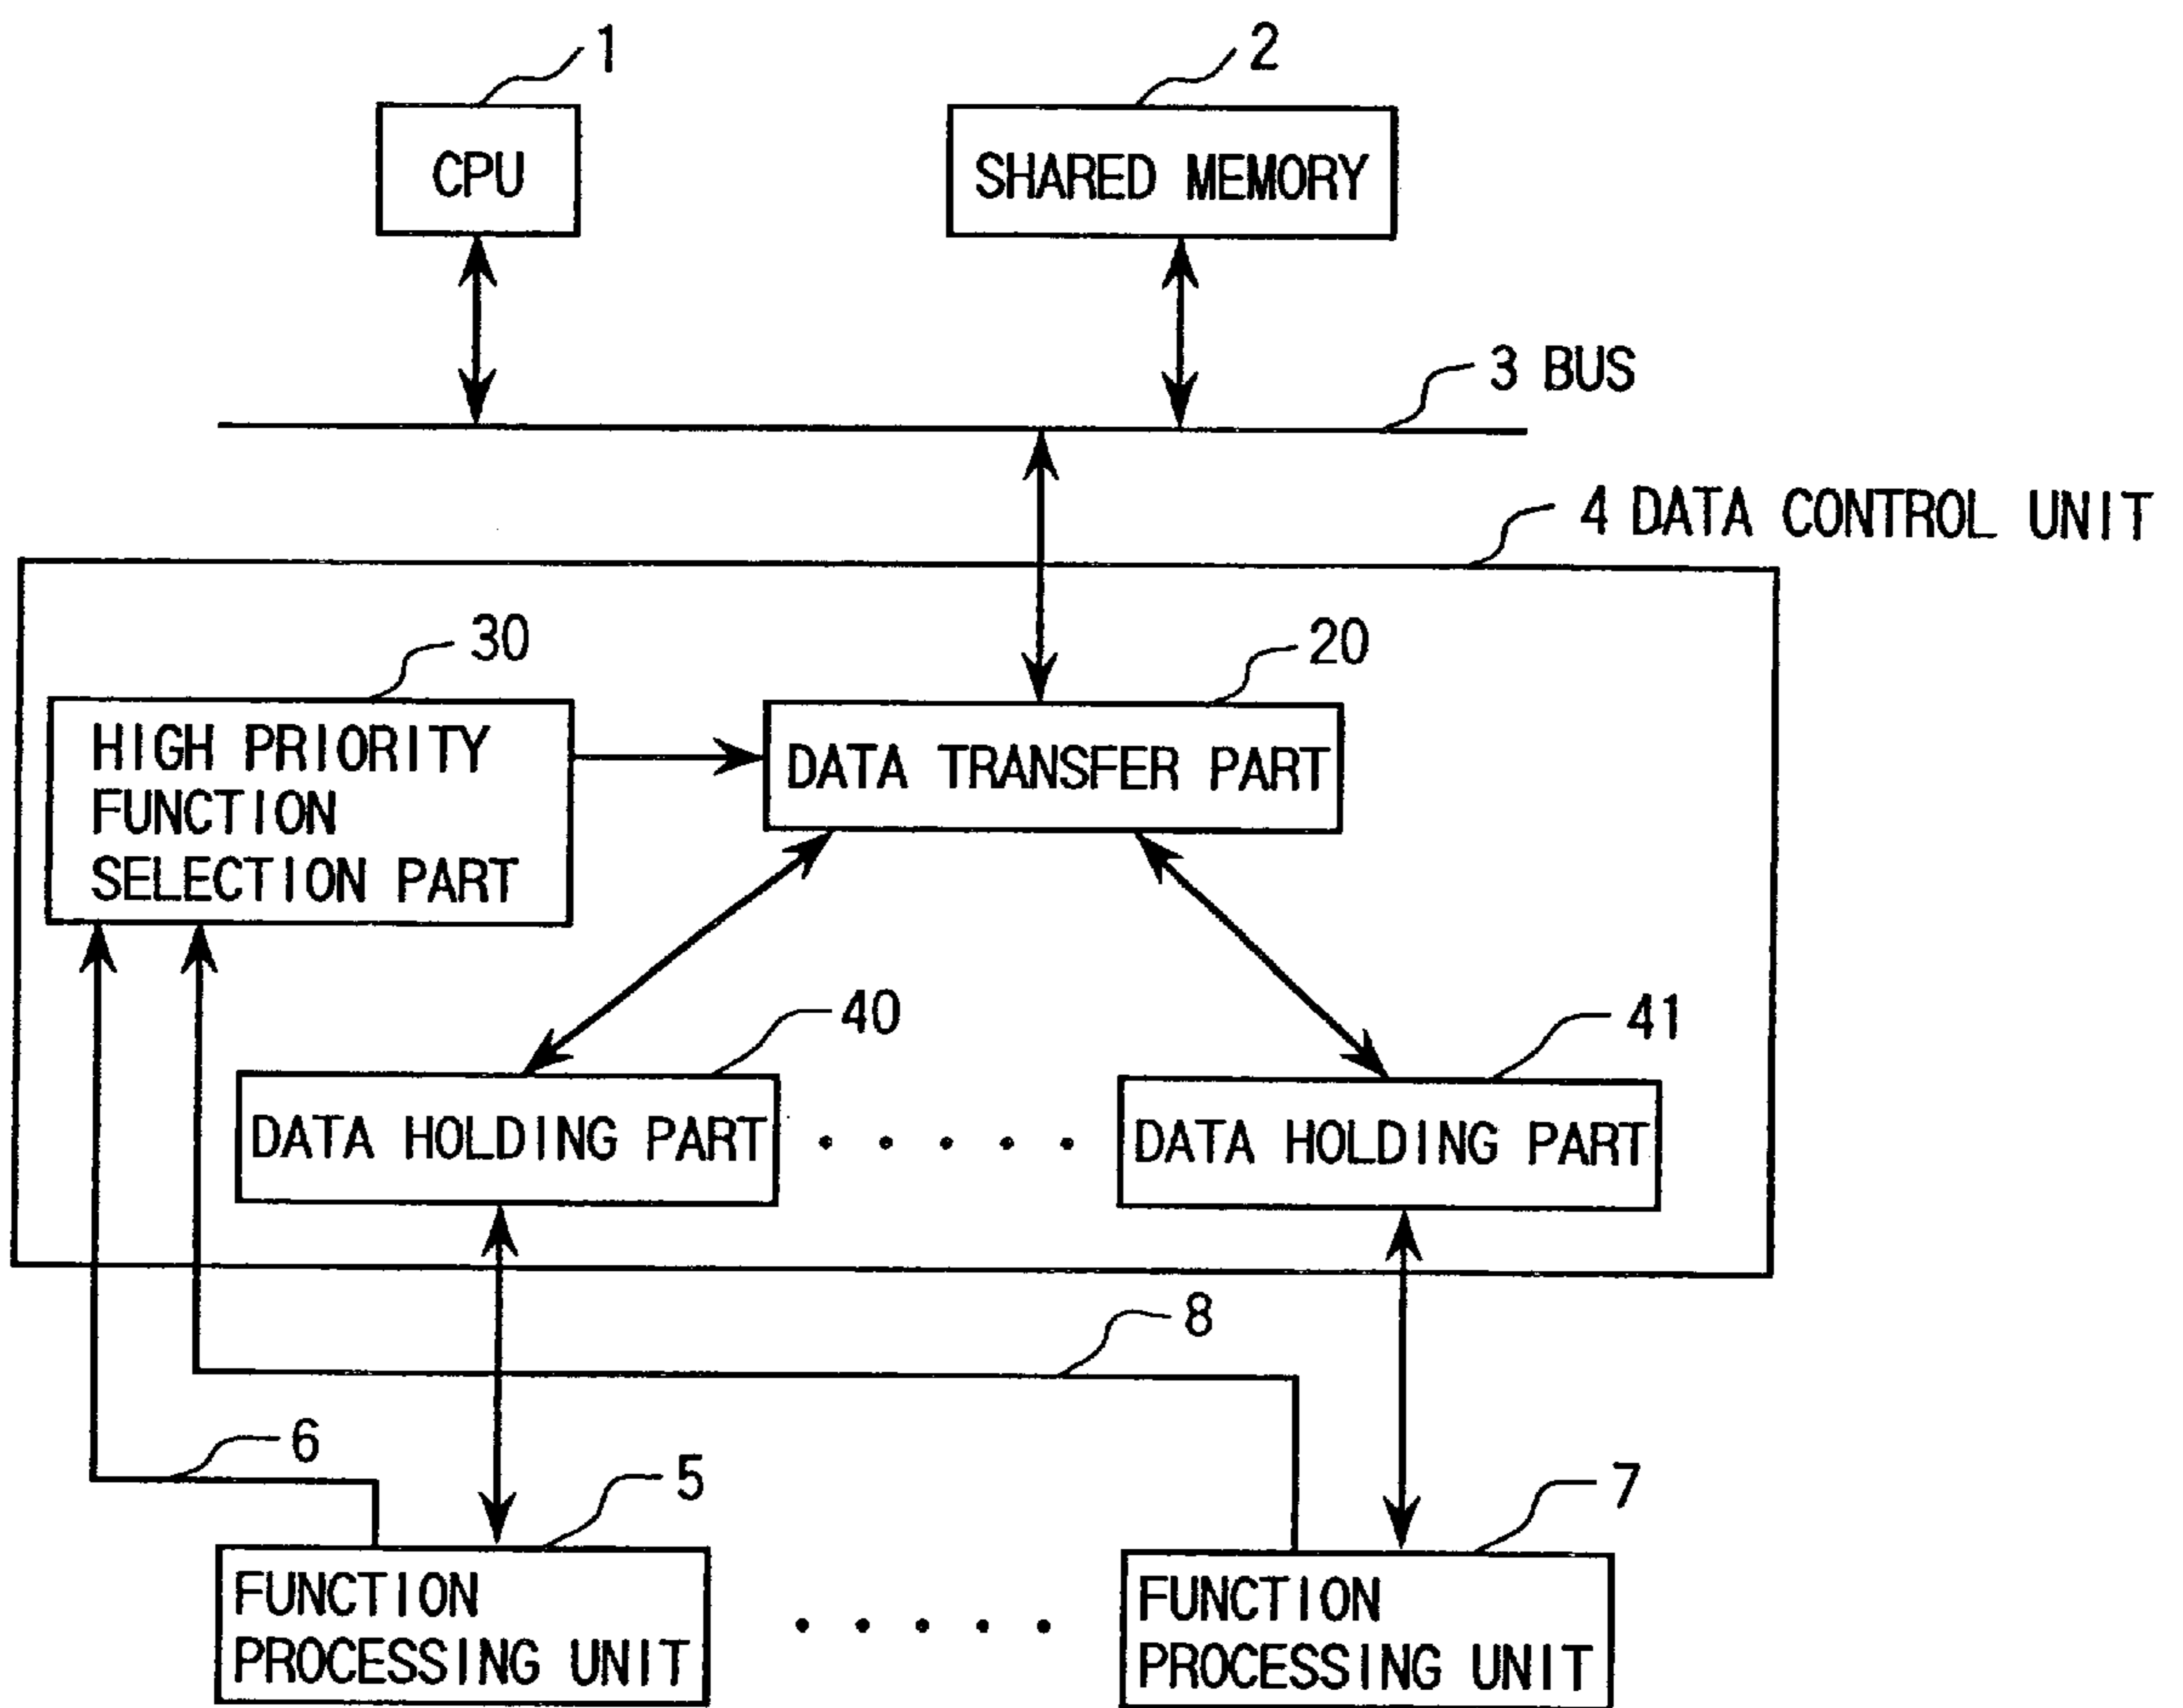 1
2
CPU
SHARED MEMORY
3 BUS
4 DATA CONTROL UNIT
30
20
HIGH PRIORITY
FUNCTION
SELECTION PART
DATA TRANSFER PART
40
41
DATA HOLDING PART
DATA HOLDING PART
8
6
5
7
FUNCTION
PROCESSING UNIT
FUNCTION
PROCESSING UNIT